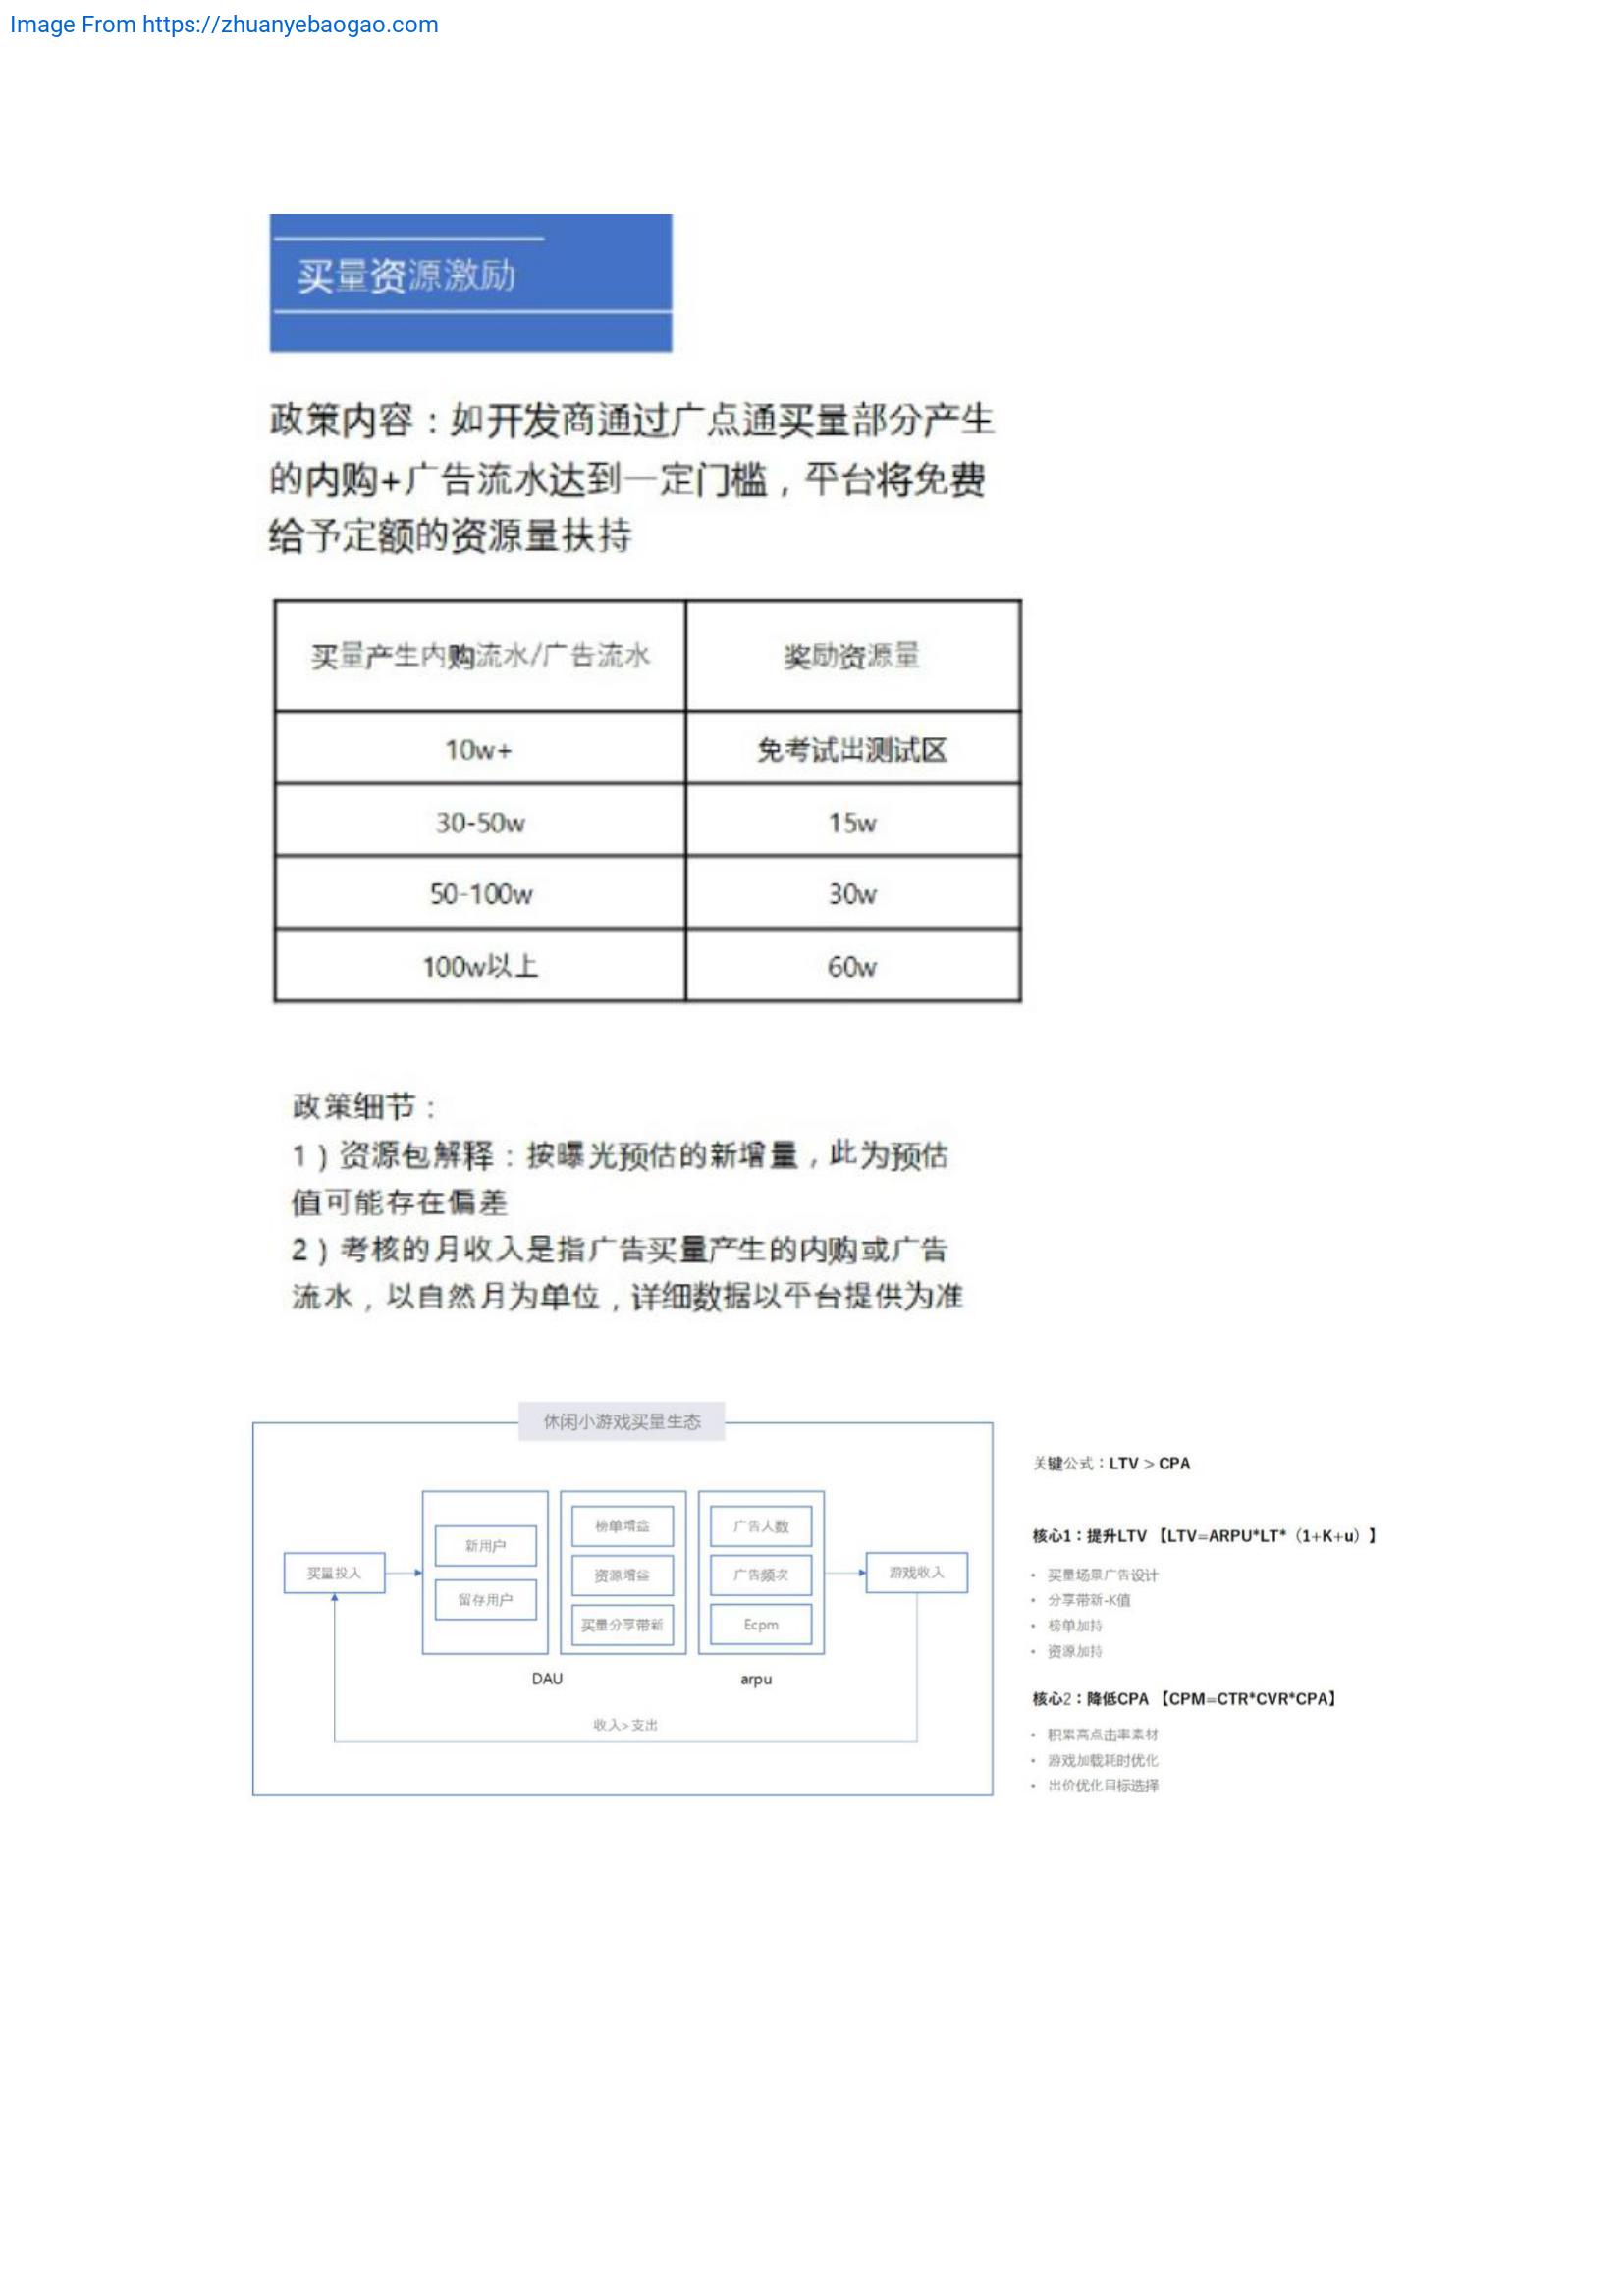 Image From https://zhuanyebaogao.com
买量资源激励
政策内容：如开发商通过广点通买量部分产生
的内购+广告流水达到一定门槛，平台将免费
给予定额的资源量扶持
买量产生内购流水/广告流水 奖励资源量
10w+ 免考试出测试区
30-50w 15w
50-100w 30w
100w以上 60w
政策细节：
1）资源包解释：按曝光预估的新增量，此为预估
值可能存在偏差
2）考核的月收入是指广告买量产生的内购或广告
流水，以自然月为单位，详细数据以平台提供为准
休闲小游戏买量生态
买量投入
新用户
留存用户
榜单增益
资源增益
买量分享带新
DAU
广告人数
广告频次
Ecpm
arpu
游戏收入
收入>支出
关键公式：LTV > CPA
核心1：提升LTV 【LTV=ARPU*LT*（1+K+u）】
• 买量场景广告设计
• 分享带新-K值
• 榜单加持
• 资源加持
核心2：降低CPA 【CPM=CTR*CVR*CPA】
• 积累高点击率素材
• 游戏加载耗时优化
• 出价优化目标选择